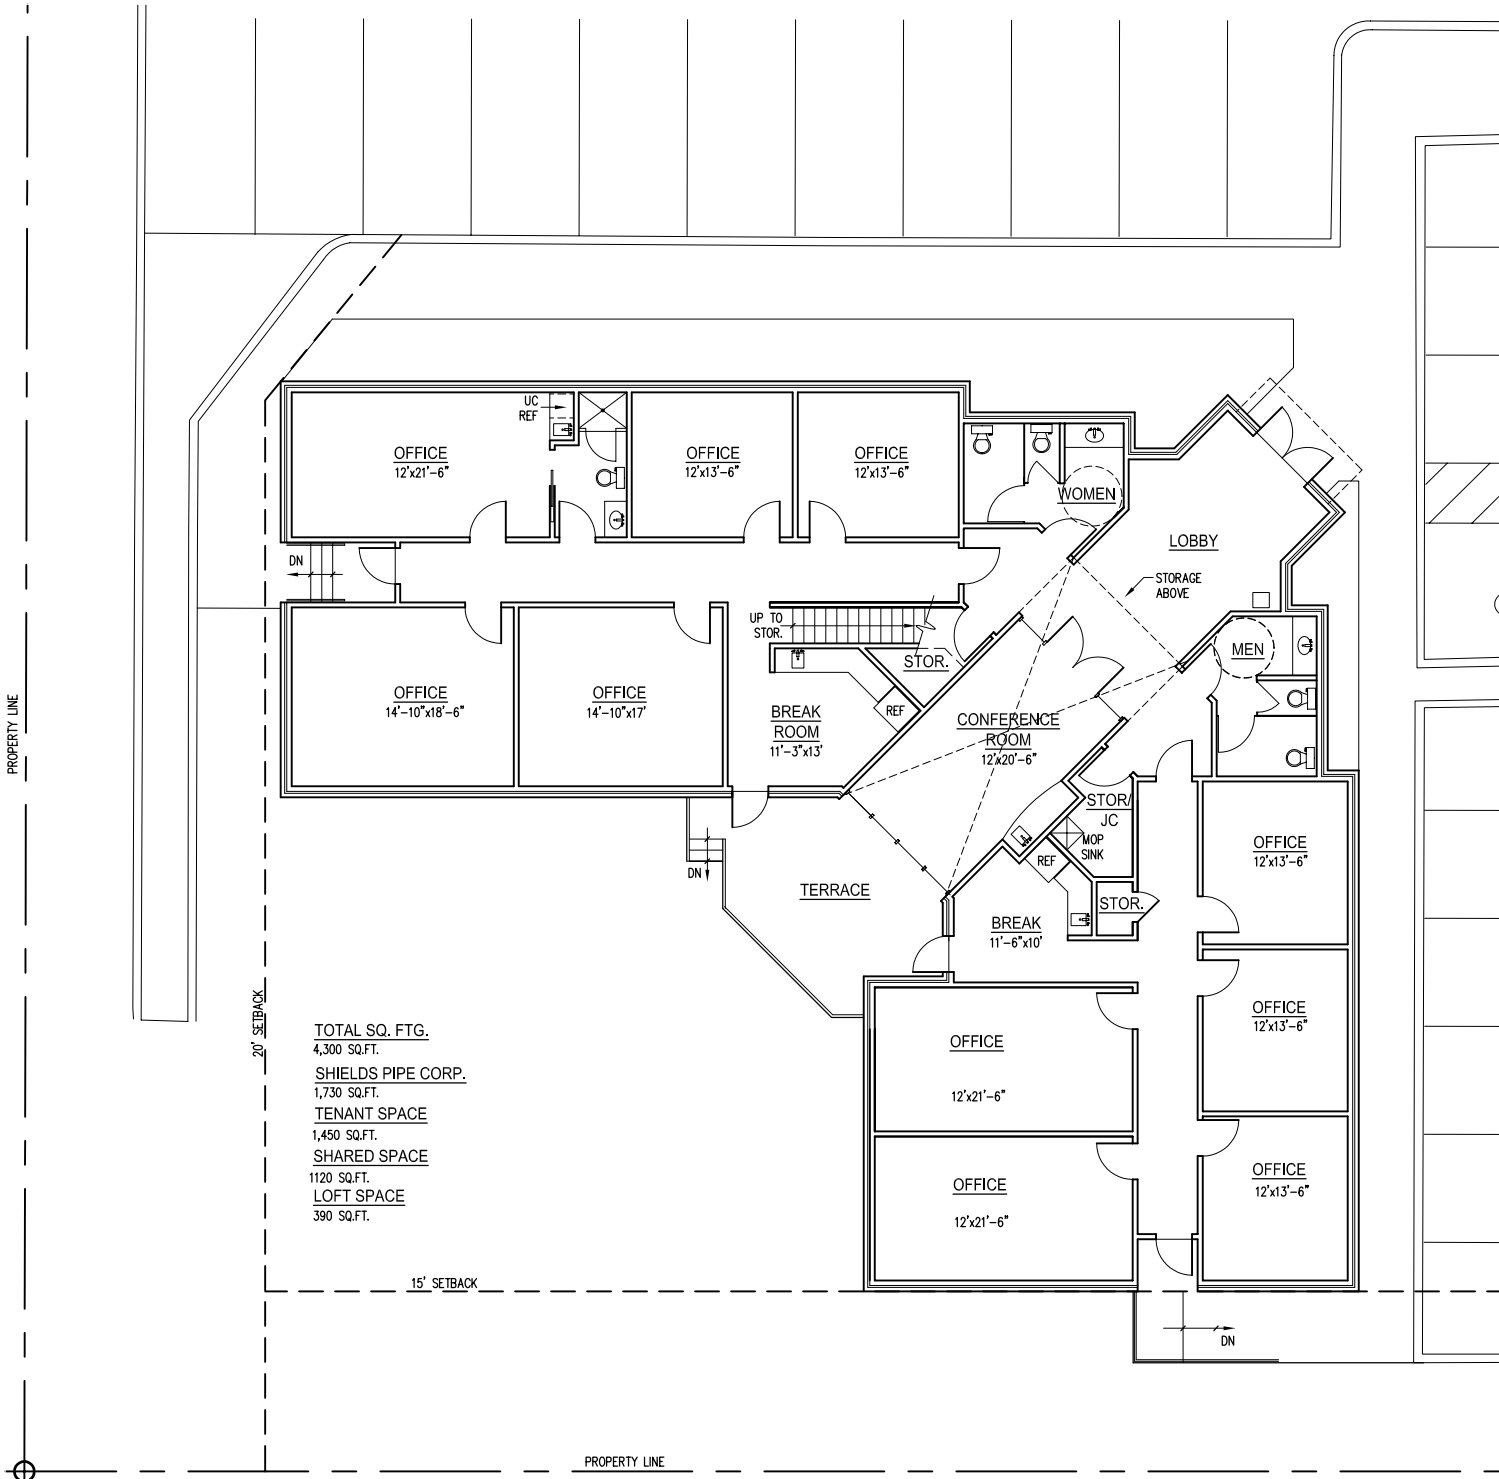 UC
REF
OFFICE
12'x21'-6"
OFFICE
12'x13'-6"
OFFICE
12'x13'-6"
WOMEN
LOBBY
STORAGE
ABOVE
DN
UP TO
STOR.
STOR.
MEN
OFFICE
14'-10"x18'-6"
OFFICE
14'-10"x17'
BREAK
ROOM
11'-3"x13'
REF
CONFERENCE
ROOM
12'x20'-6"
PROPERTY LINE
STOR/
JC
MOP
SINK
REF
OFFICE
12'x13'-6"
DN
TERRACE
STOR.
BREAK
11'-6"x10'
20' SETBACK
OFFICE
12'x13'-6"
OFFICE
12'x21'-6"
TOTAL SQ. FTG.
4,300 SQ.FT.
SHIELDS PIPE CORP.
1,730 SQ.FT.
TENANT SPACE
1,450 SQ.FT.
SHARED SPACE
1120 SQ.FT.
LOFT SPACE
390 SQ.FT.
OFFICE
12'x13'-6"
OFFICE
12'x21'-6"
15' SETBACK
DN
PROPERTY LINE